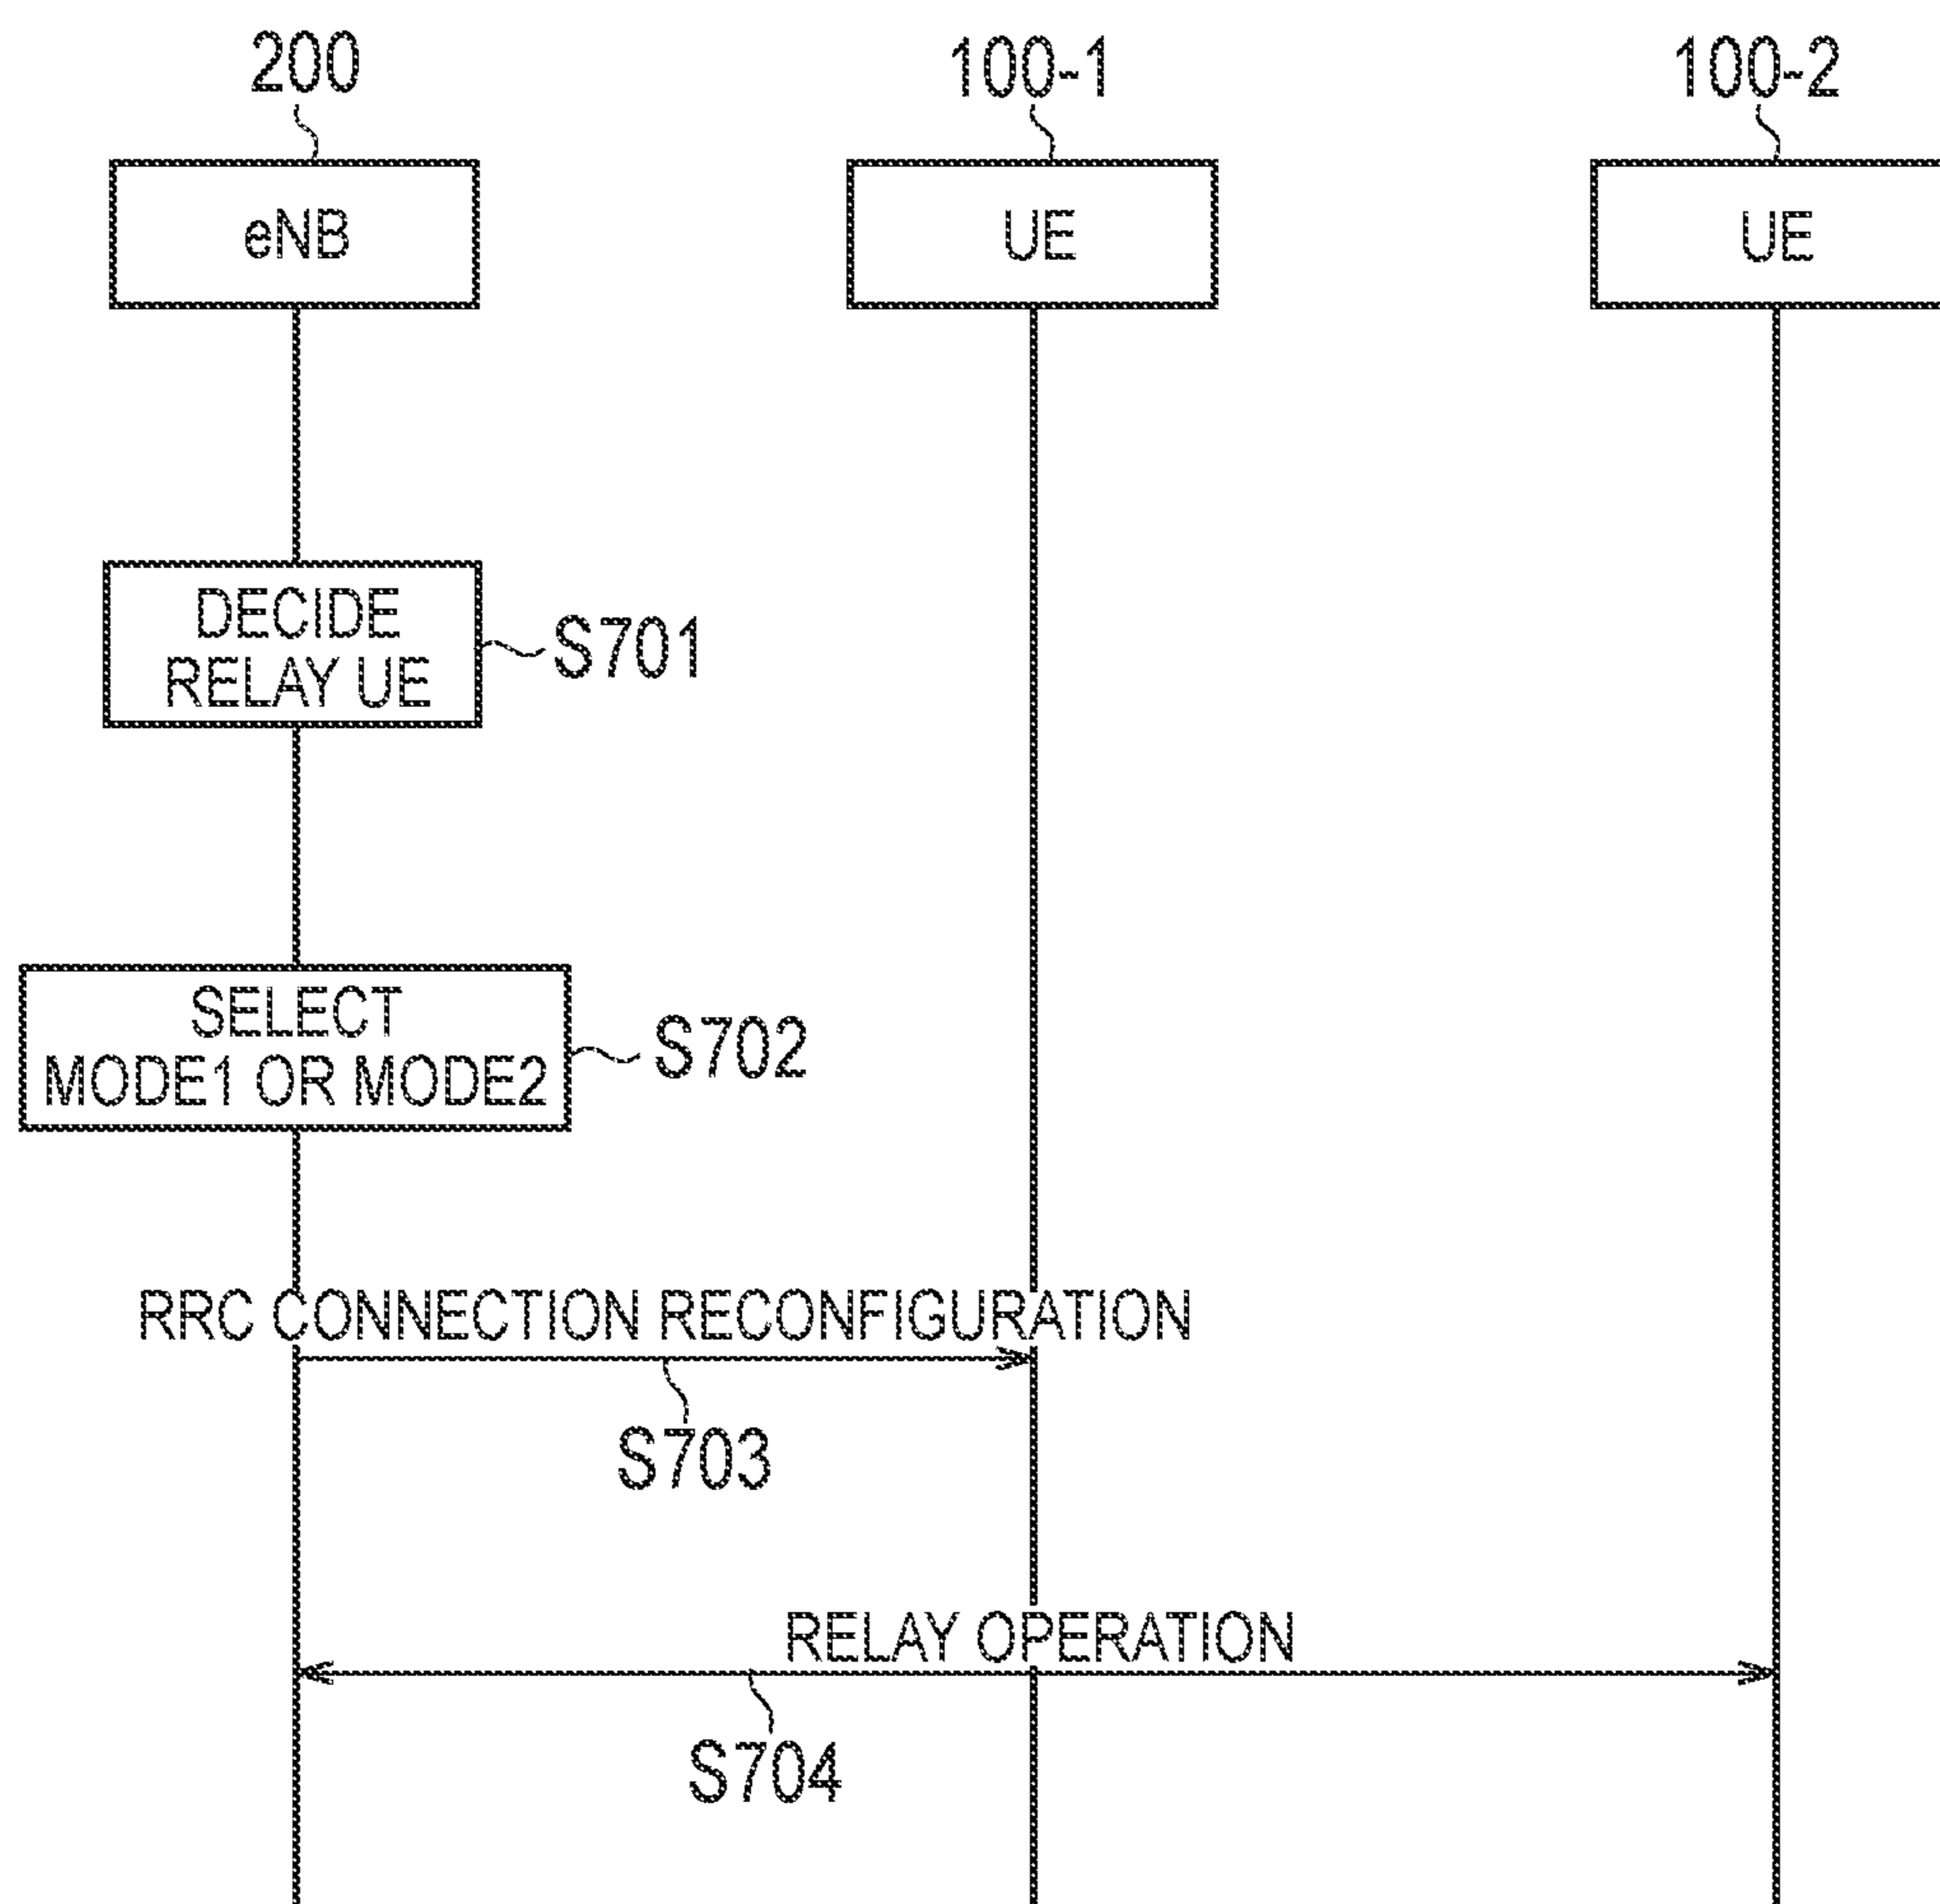 200
100-1
100-2
eNB
UE
UE
DECIDE
RELAY UE
S701
SELECT
MODE1 OR MODE2
S702
RRC CONNECTION RECONFIGURATION
S703
RELAY OPERATION
S704